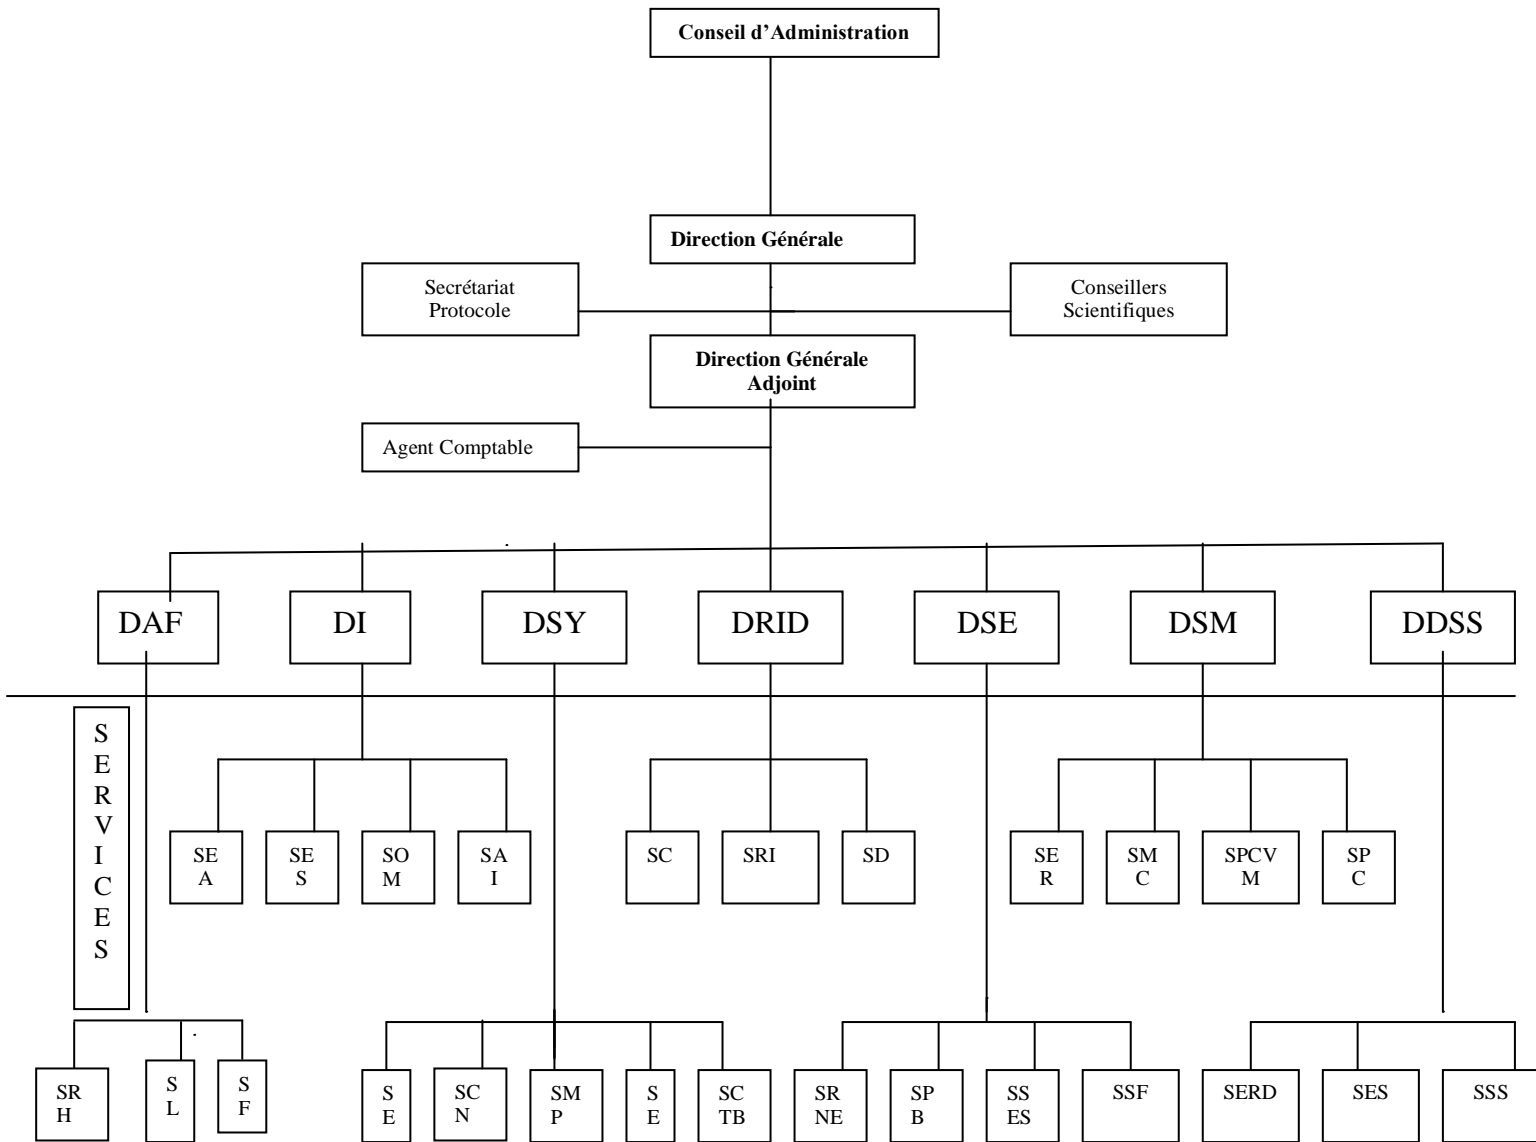 Conseil d'Administration
Direction Générale
Secrétariat
Protocole
Conseillers
Scientifiques
Direction Générale
Adjoint
Agent Comptable
DAF
DI
DSY
DRID
DSE
DSM
DDSS
S
E
R
V
I
C
E
S
SE
A
SE
S
SO
M
SA
I
SC
SRI
SD
SE
R
SM
C
SPCV
M
SP
C
SR
H
S
L
S
F
S
E
SC
N
SM
P
S
E
SC
TB
SR
NE
SP
B
SS
ES
SSF
SERD
SES
SSS